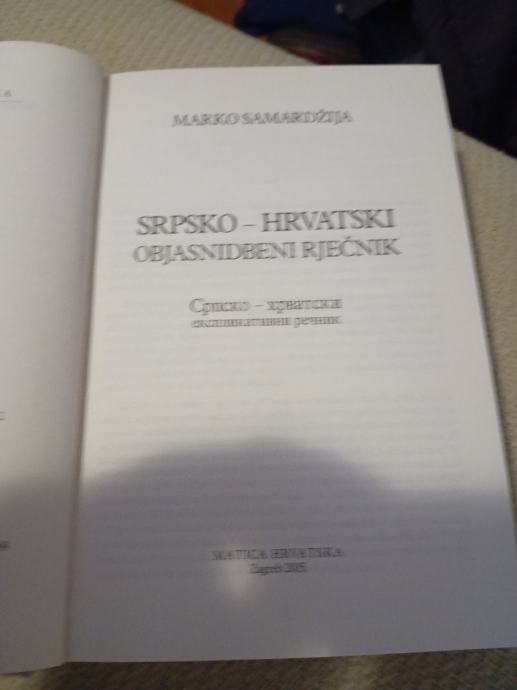 MARKO SAMARDŽIJA
SRPSKO – HRVATSKI
OBJASNIDBENI RJEČNIK
Српско – хрватски
експликативни речник
MATICA HRVATSKA
Zagreb 2015.